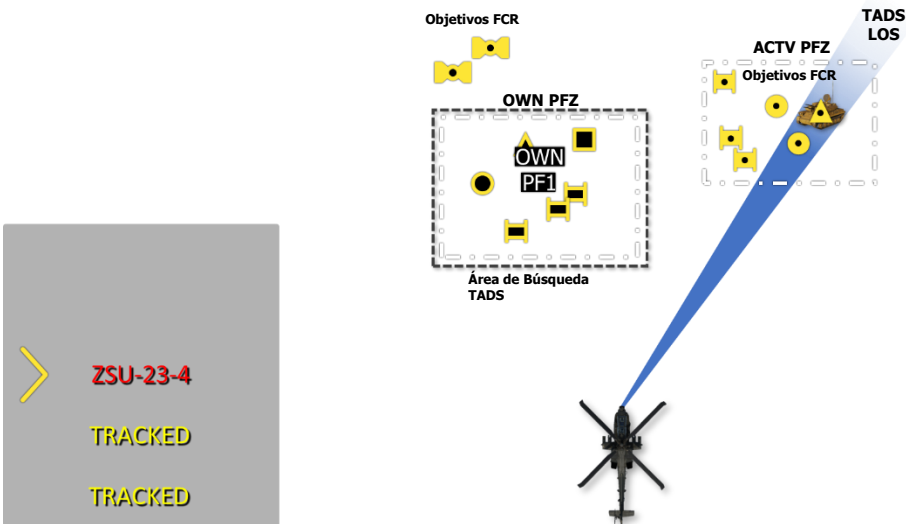 TADS
LOS
Objetivos FCR
ACTV PFZ
Objetivos FCR
OWN PFZ
OWN
PF1
Área de Búsqueda
TADS
ZSU-23-4
TRACKED
TRACKED